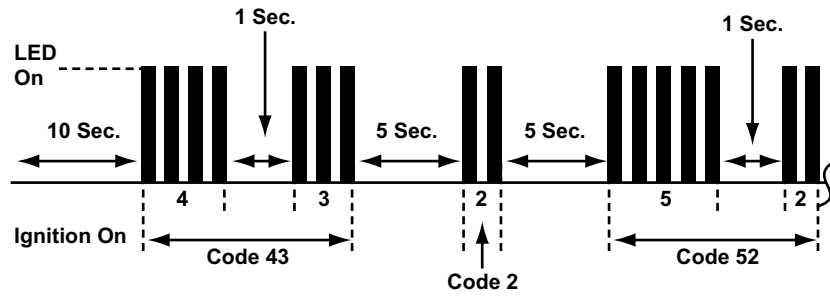 1 Sec.
1 Sec.
LED
On
10 Sec.
5 Sec.
5 Sec.
4
3
2
5
2
Ignition On
Code 43
Code 52
Code 2